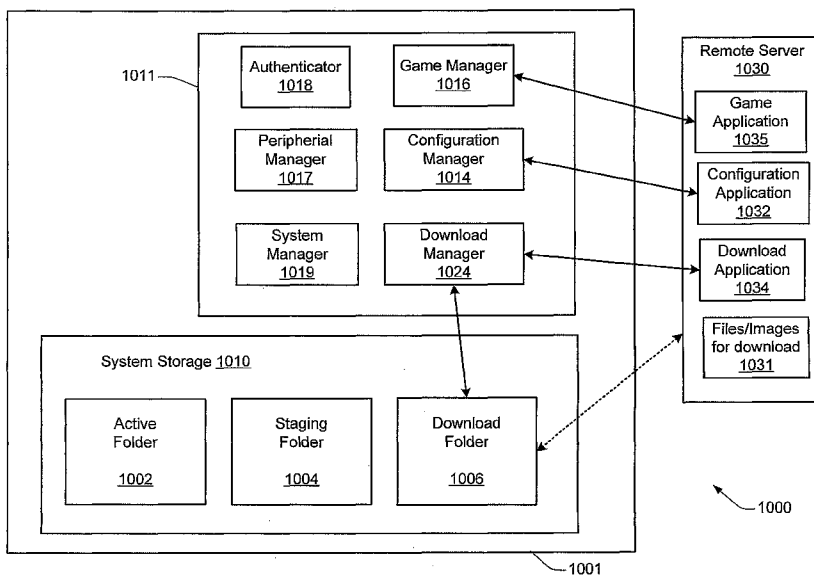 1011
Authenticator
1018
Game Manager
1016
Peripherial
Manager
1017
Configuration
Manager
1014
System
Manager
1019
Download
Manager
1024
System Storage 1010
Active
Folder
1002
Staging
Folder
1004
Download
Folder
1006
1001
Remote Server
1030
Game
Application
1035
Configuration
Application
1032
Download
Application
1034
Files/Images
for download
1031
1000